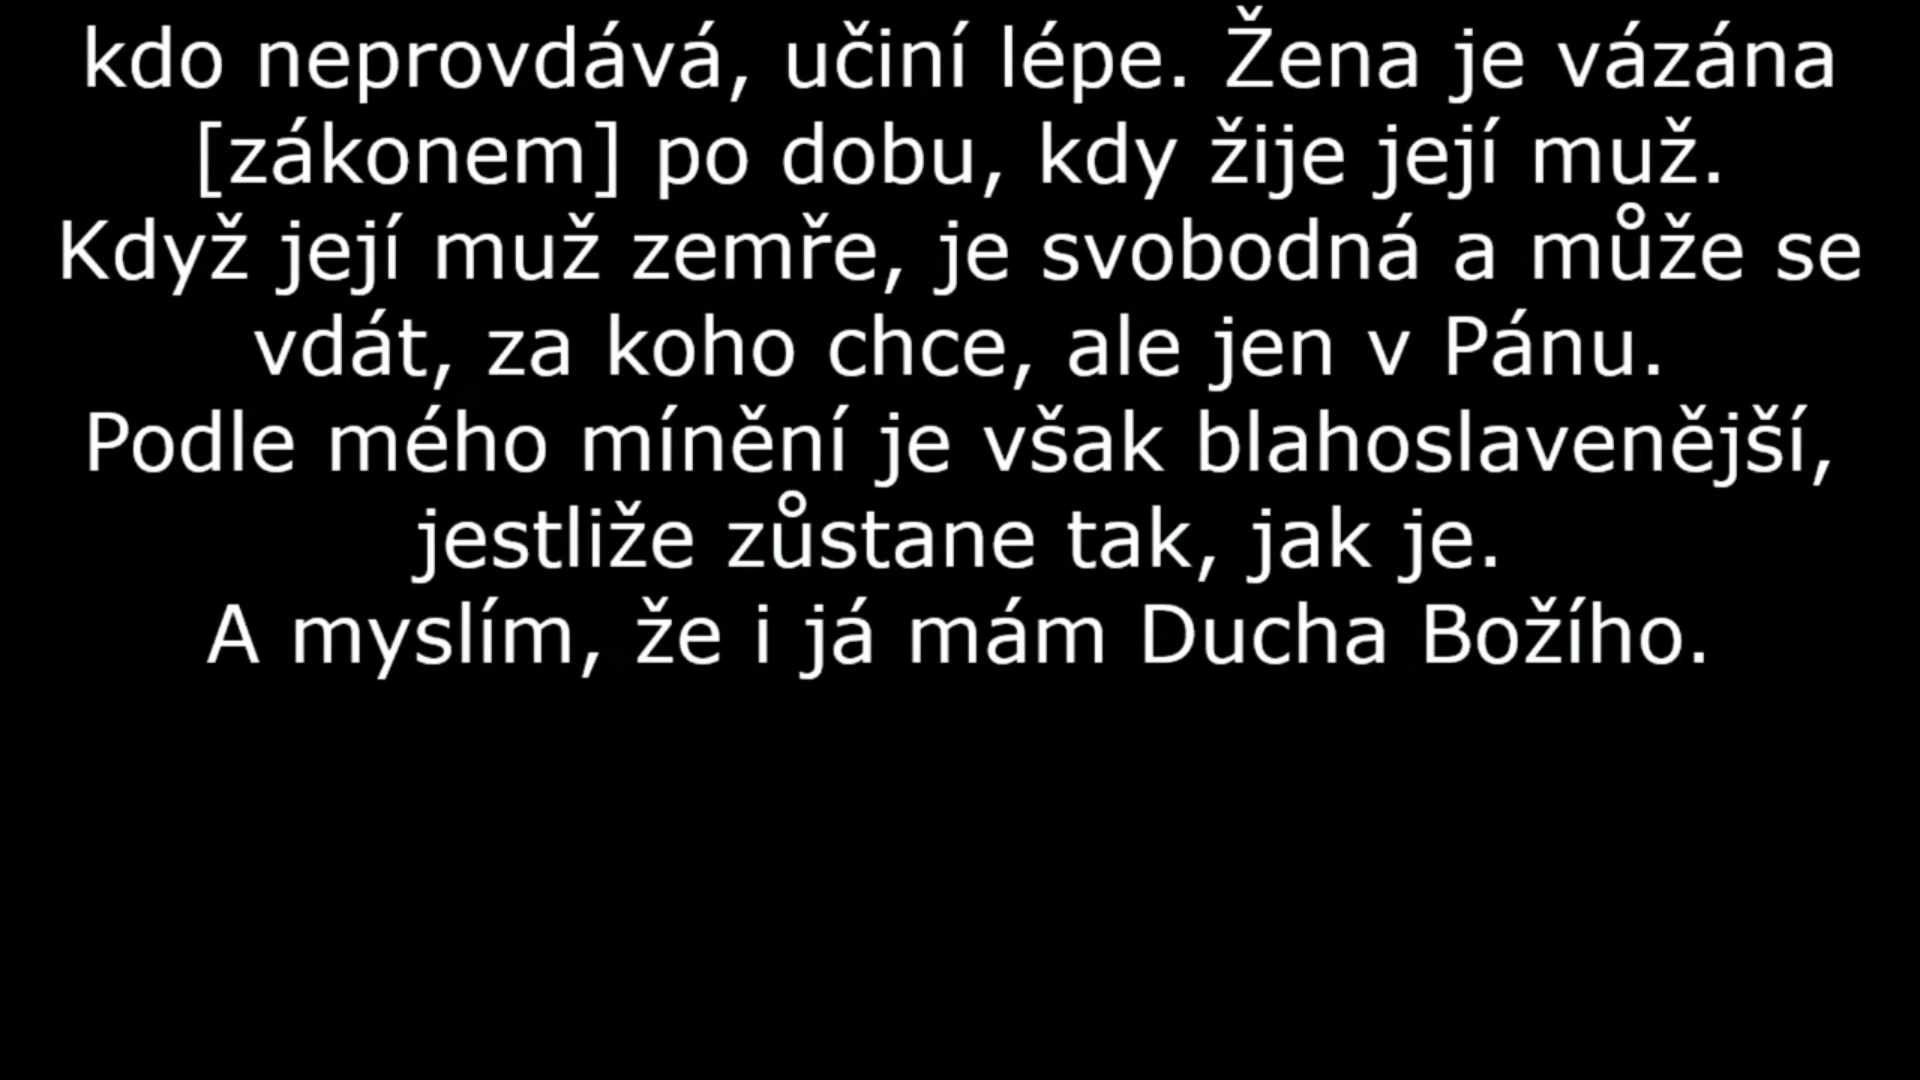 kdo neprovdává, učiní lépe. Žena je vázána
[zákonem] po dobu, kdy žije její muž.
Když její muž zemře, je svobodná a může se
vdát, za koho chce, ale jen v Pánu.
Podle mého mínění je však blahoslavenější,
jestliže zůstane tak, jak je.
A myslím, že i já mám Ducha Božího.